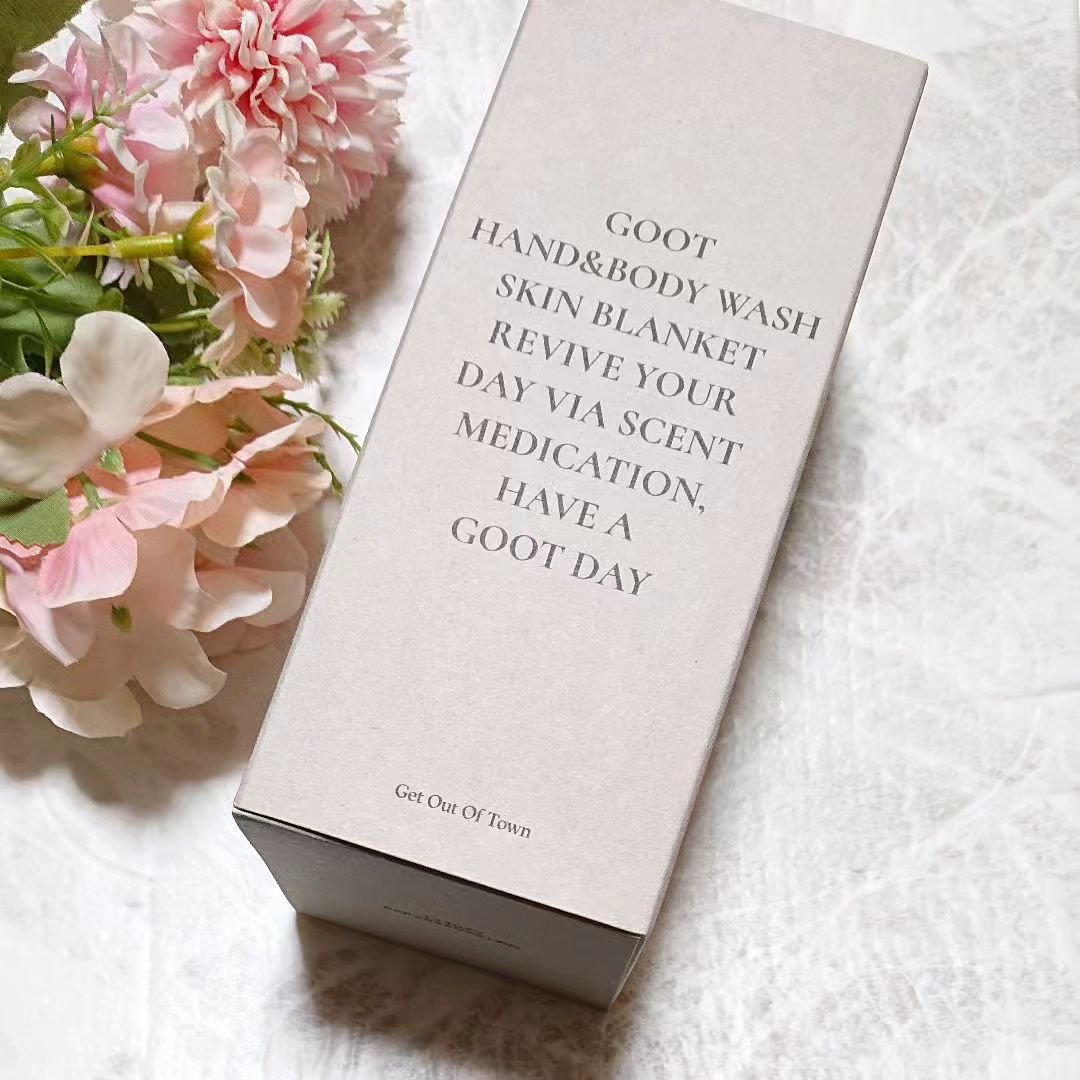 GOOT
HAND&BODY WASH
SKIN BLANKET
REVIVE YOUR
DAY VIA SCENT
MEDICATION,
HAVE A
GOOT DAY
Get Out Of Town